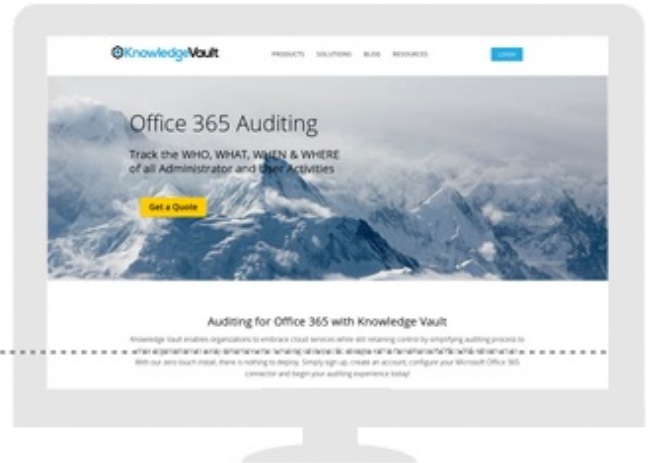 KnowledgeVault
PRODUCTS SOLUTIONS BLOG RESOURCES LOGIN
Office 365 Auditing
Track the WHO, WHAT, WHEN & WHERE
of all Administrator and User Activities
Get a Quote
Auditing for Office 365 with Knowledge Vault
Knowledge Vault enables organizations to embrace cloud services while still retaining control by simplifying auditing process to
With our zero touch install, there is nothing to deploy. Simply sign up, create an account, configure your Microsoft Office 365
connector and begin your auditing experience today!